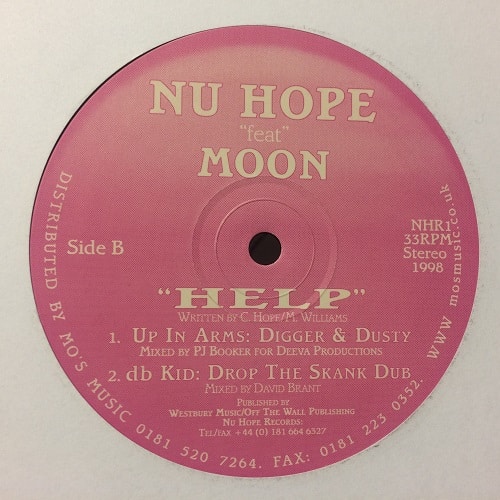 NU HOPE
"feat"
MOON
Side B
NHR1
33RPM
Stereo
1998
"HELP"
WRITTEN BY C. HOPE/M. WILLIAMS
1. UP IN ARMS: DIGGER & DUSTY
MIXED BY PJ BOOKER FOR DEEVA PRODUCTIONS
2. db KID: DROP THE SKANK DUB
MIXED BY DAVID BRANT
PUBLISHED BY
WESTBURY MUSIC/OFF THE WALL PUBLISHING
NU HOPE RECORDS:
TEL/FAX +44 (0) 181 664 6327
DISTRIBUTED BY MO'S MUSIC 0181 520 7264. FAX: 0181 223 0352. www.mosmusic.co.uk